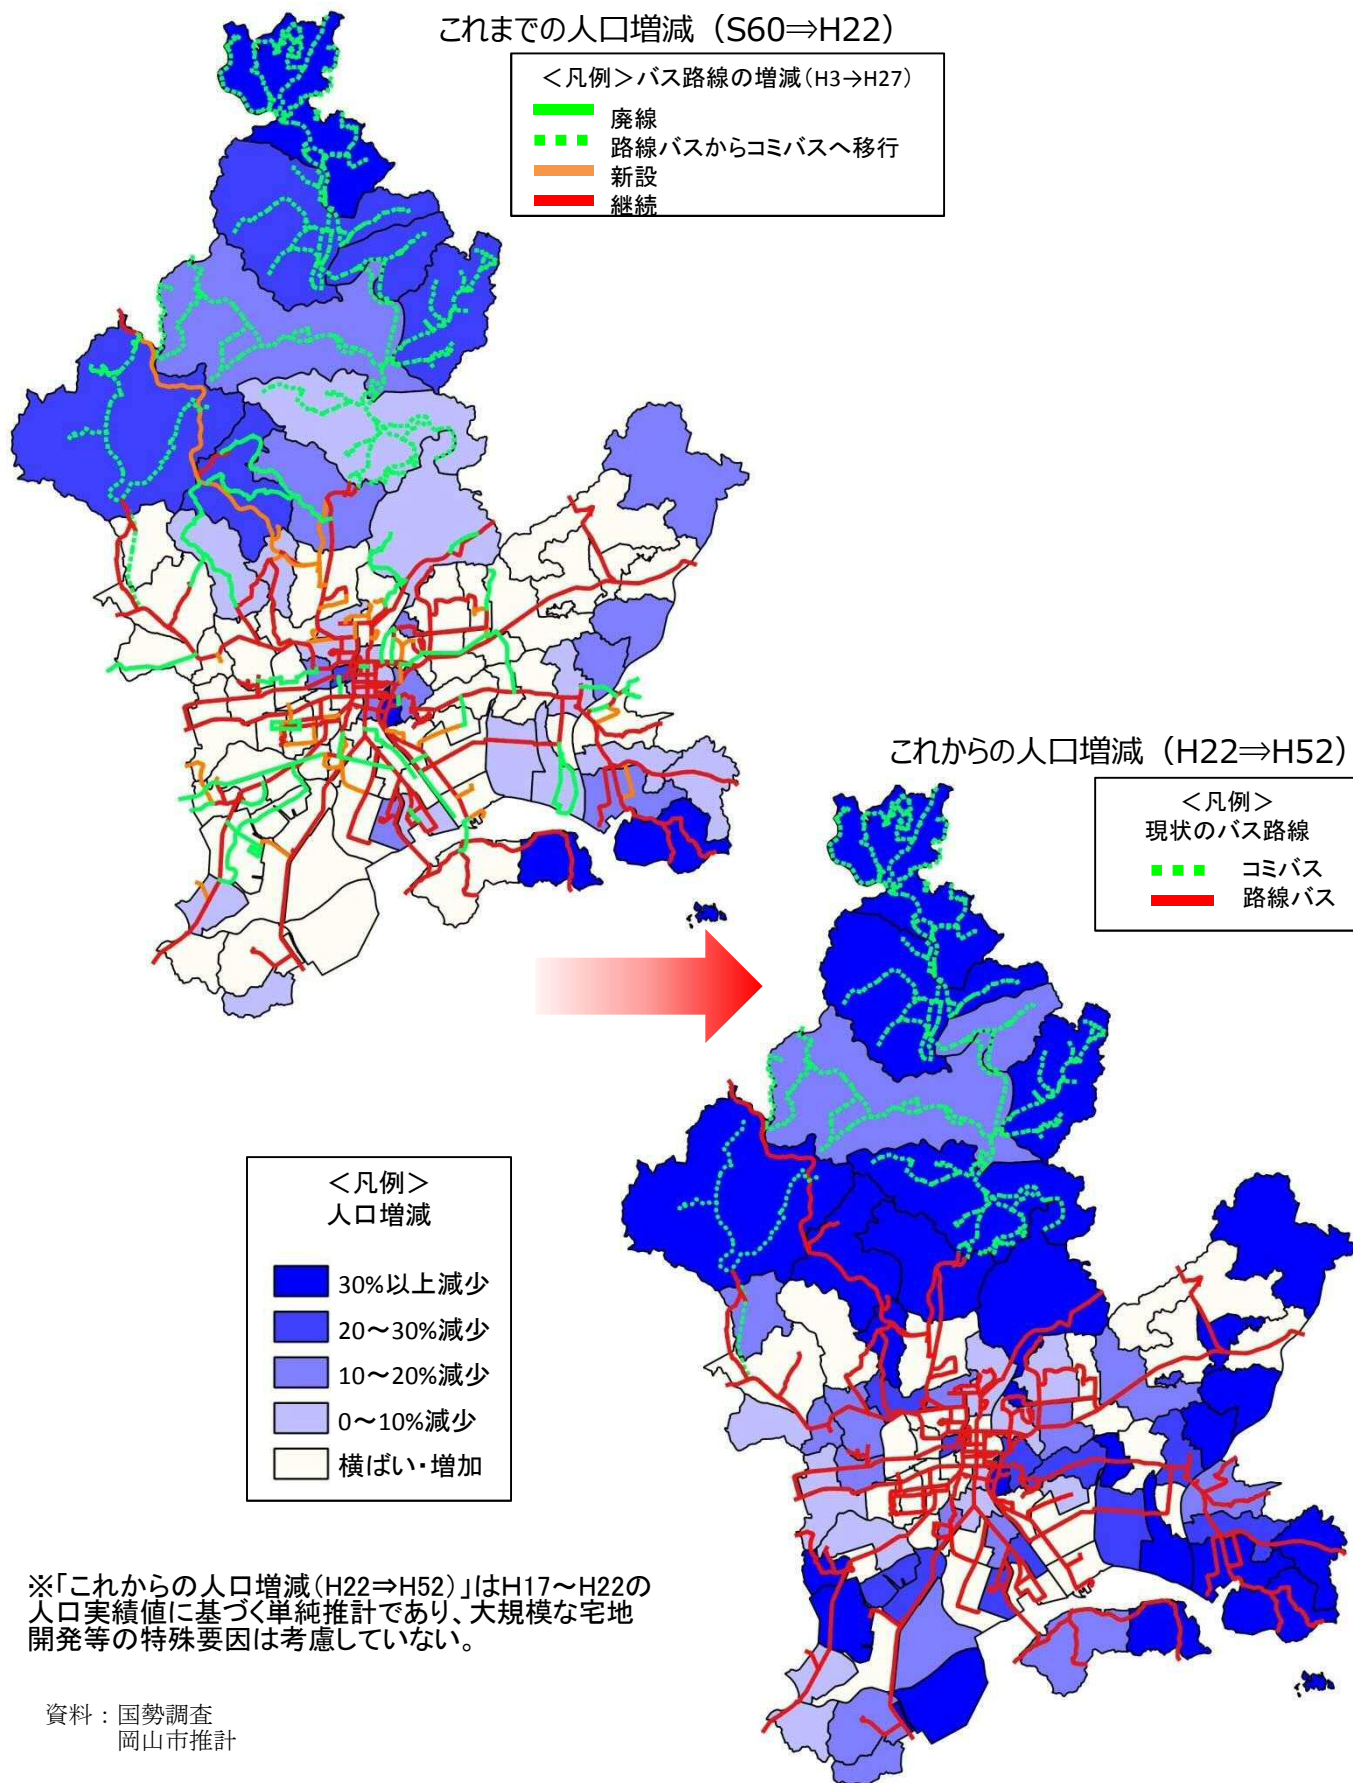 これまでの人口増減（S60⇒H22）
＜凡例＞バス路線の増減（H3→H27）
廃線
路線バスからコミバスへ移行
新設
継続
これからの人口増減（H22⇒H52）
＜凡例＞
現状のバス路線
コミバス
路線バス
＜凡例＞
人口増減
30%以上減少
20～30%減少
10～20%減少
0～10%減少
横ばい・増加
※「これからの人口増減（H22⇒H52）」はH17～H22の
人口実績値に基づく単純推計であり、大規模な宅地
開発等の特殊要因は考慮していない。
資料：国勢調査
岡山市推計